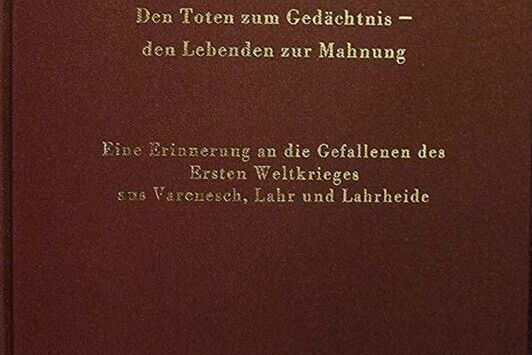 Den Toten zum Gedächtnis –
den Lebenden zur Mahnung
Eine Erinnerung an die Gefallenen des
Ersten Weltkrieges
aus Varenesch, Lahr und Lahrheide